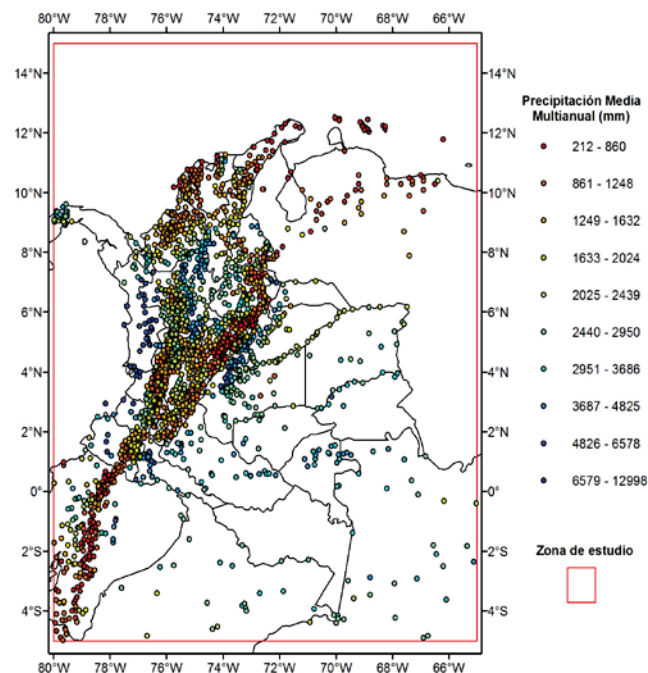 80°W 78°W 76°W 74°W 72°W 70°W 68°W 66°W
14°N 14°N
12°N 12°N
10°N 10°N
8°N 8°N
6°N 6°N
4°N 4°N
2°N 2°N
0° 0°
2°S 2°S
4°S 4°S
80°W 78°W 76°W 74°W 72°W 70°W 68°W 66°W
Precipitación Media
Multianual (mm)
212 - 860
861 - 1248
1249 - 1632
1633 - 2024
2025 - 2439
2440 - 2950
2951 - 3686
3687 - 4825
4826 - 6578
6579 - 12998
Zona de estudio